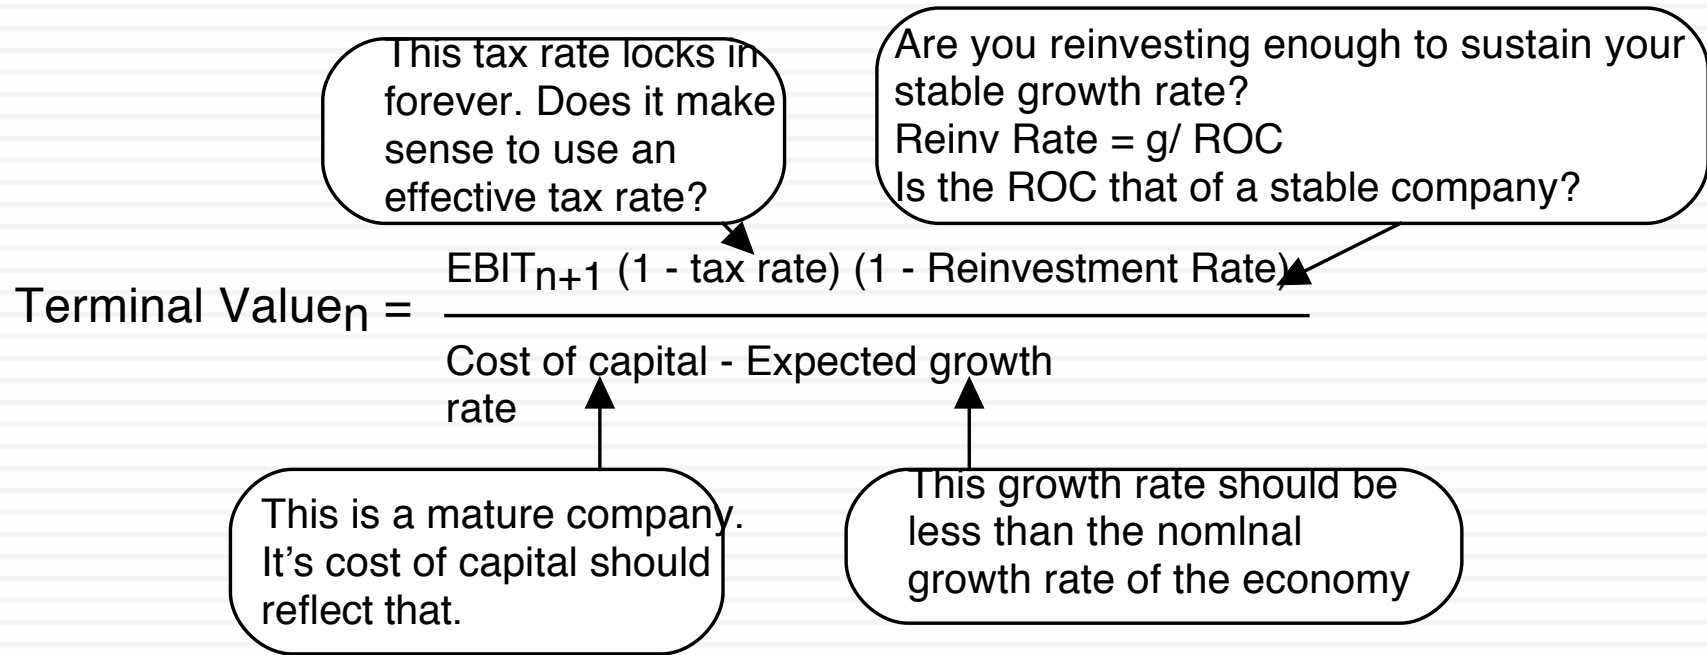 This tax rate locks in
forever. Does it make
sense to use an
effective tax rate?
Are you reinvesting enough to sustain your
stable growth rate?
Reinv Rate = g/ ROC
Is the ROC that of a stable company?
EBITn+1 (1 - tax rate) (1 - Reinvestment Rate)
Terminal Valuen =
Cost of capital - Expected growth
rate
This is a mature company.
It’s cost of capital should
reflect that.
This growth rate should be
less than the nomInal
growth rate of the economy